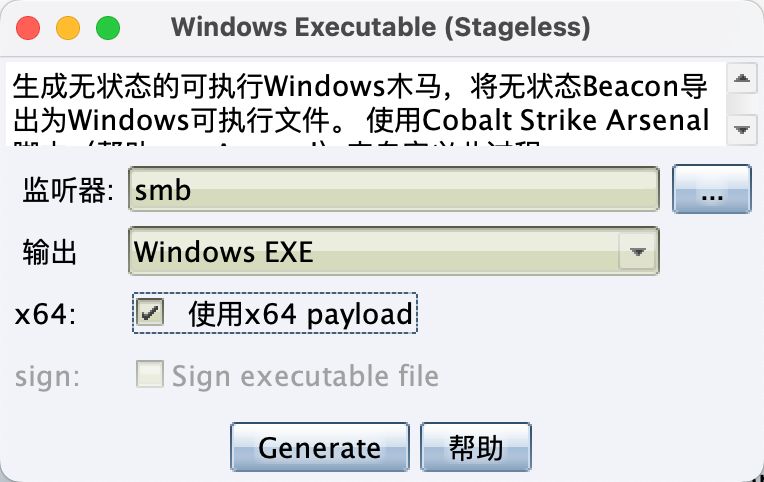 Windows Executable (Stageless)
生成无状态的可执行Windows木马，将无状态Beacon导
出为Windows可执行文件。 使用Cobalt Strike Arsenal
监听器: smb ...
输出 Windows EXE
x64: 使用x64 payload
sign: Sign executable file
Generate 帮助